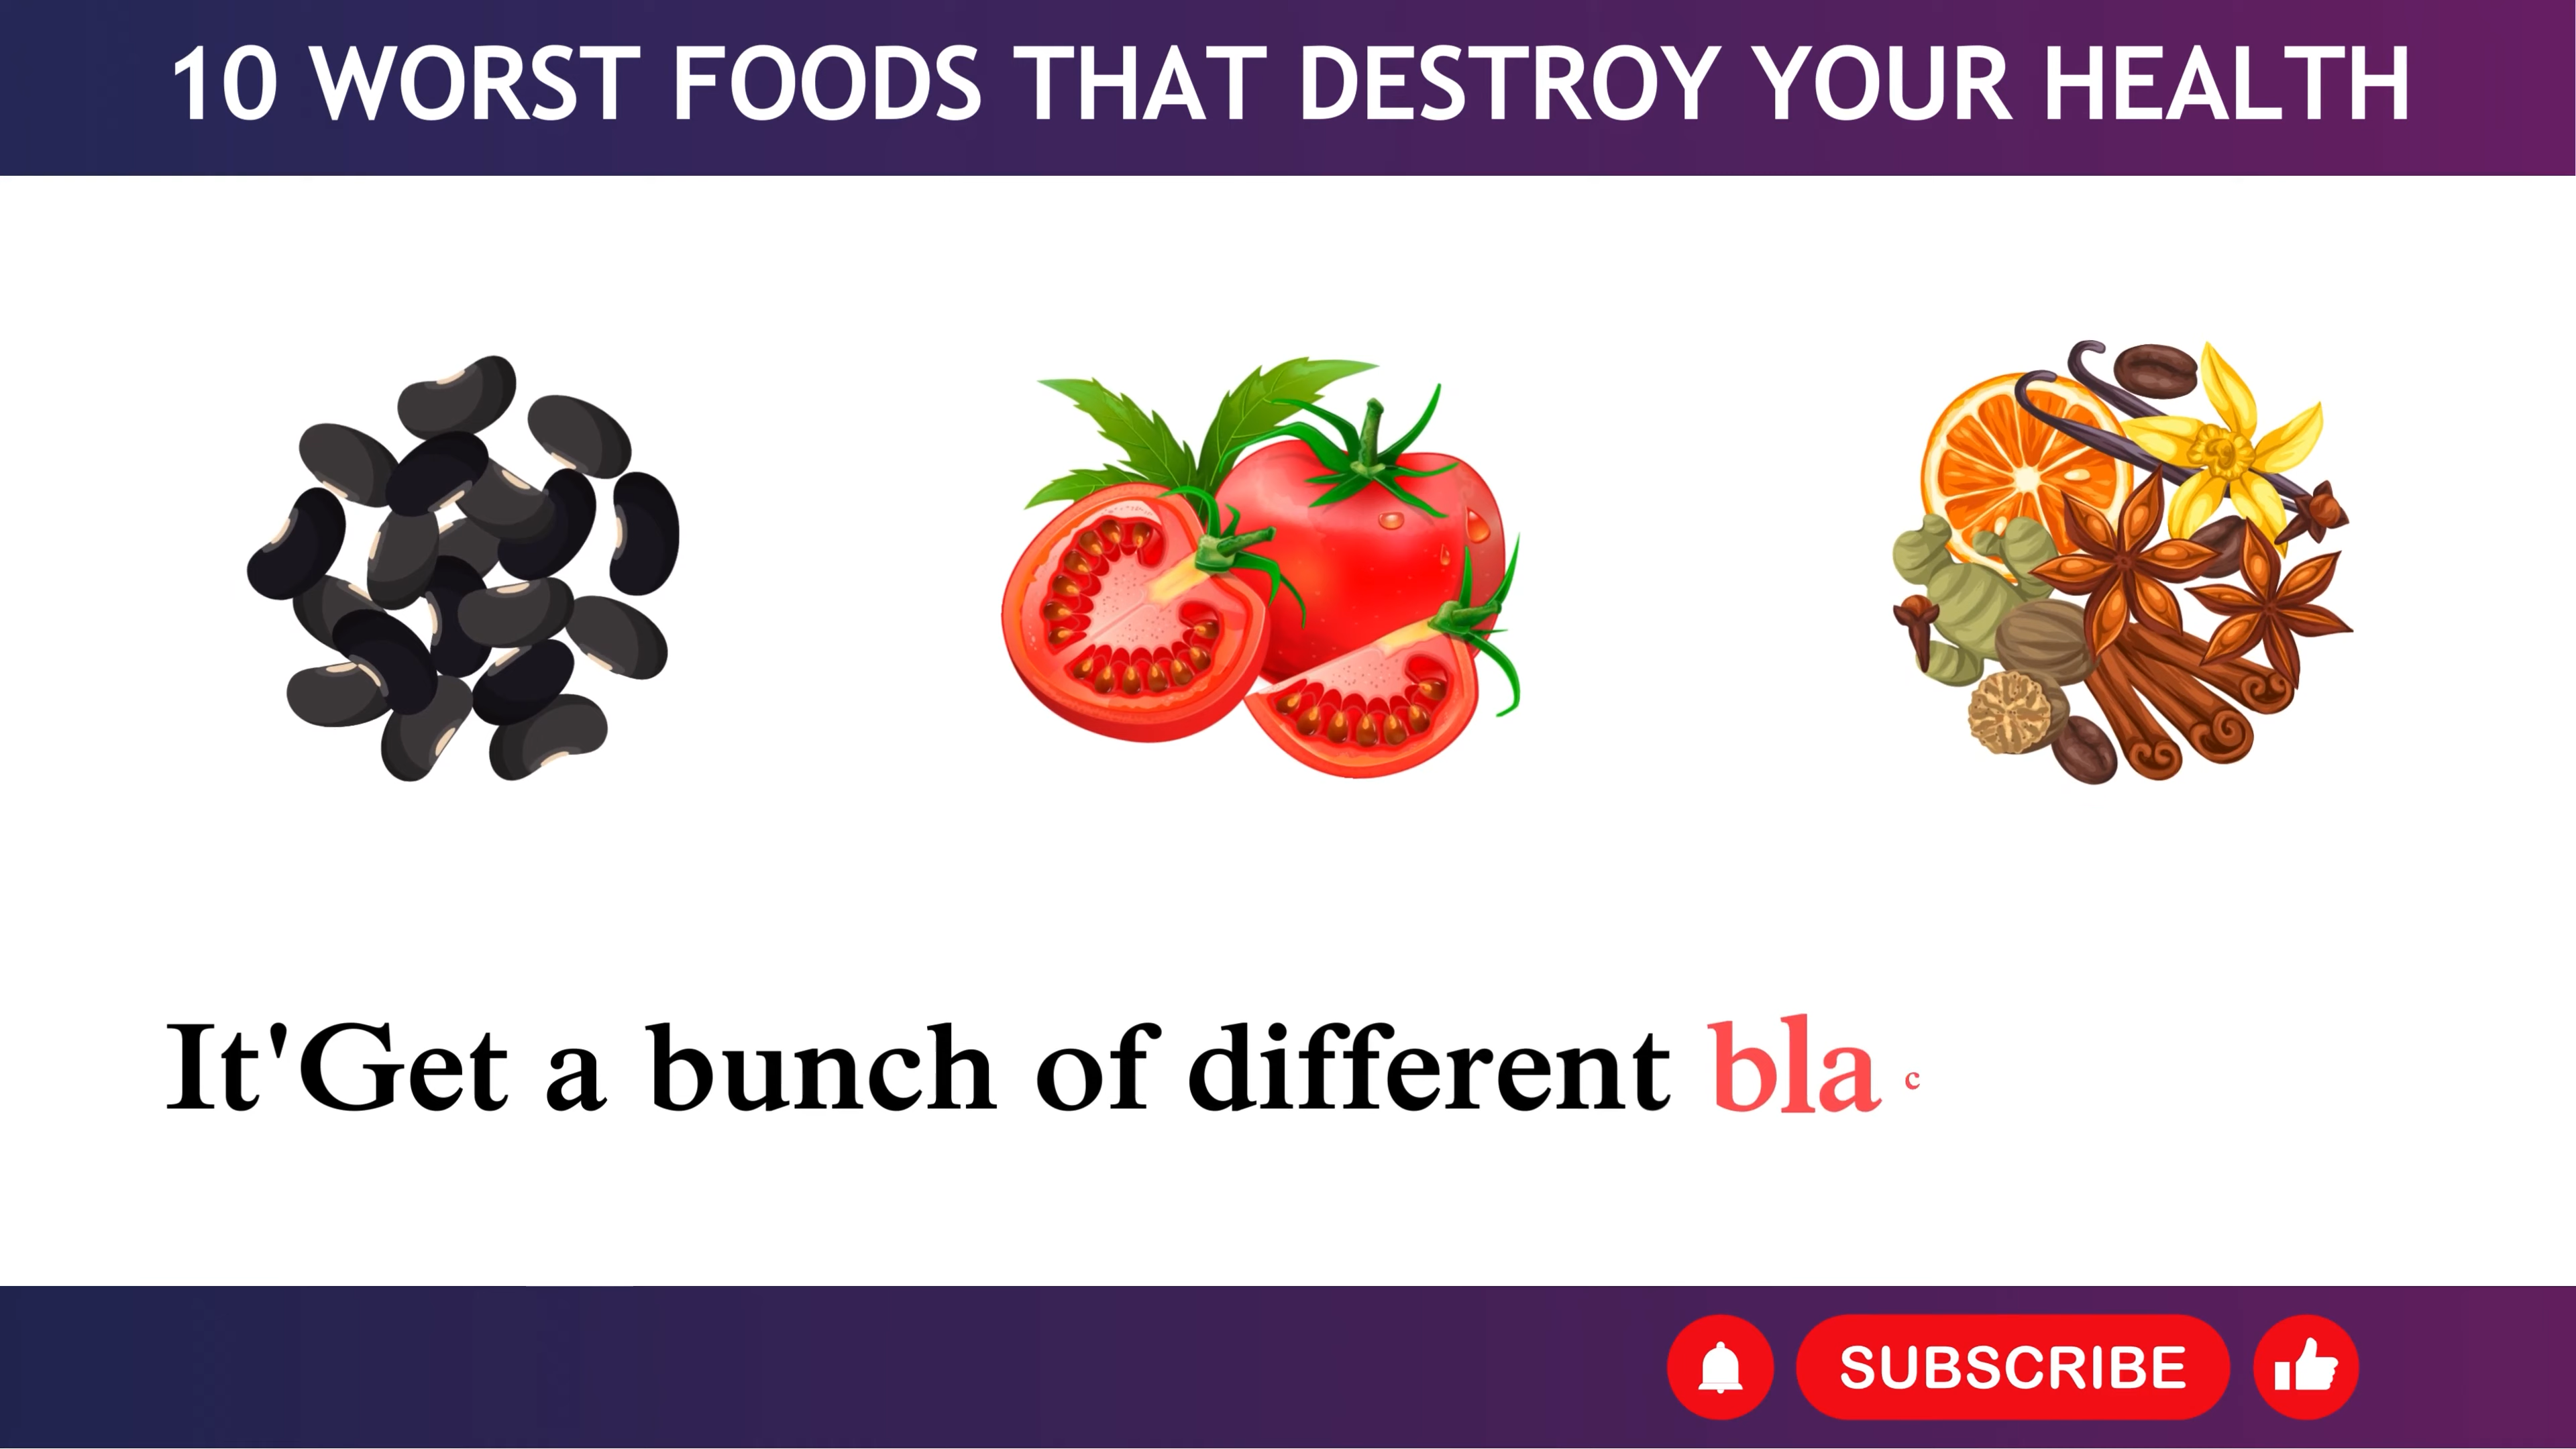 10 WORST FOODS THAT DESTROY YOUR HEALTH
It'Get a bunch of different bla c
SUBSCRIBE